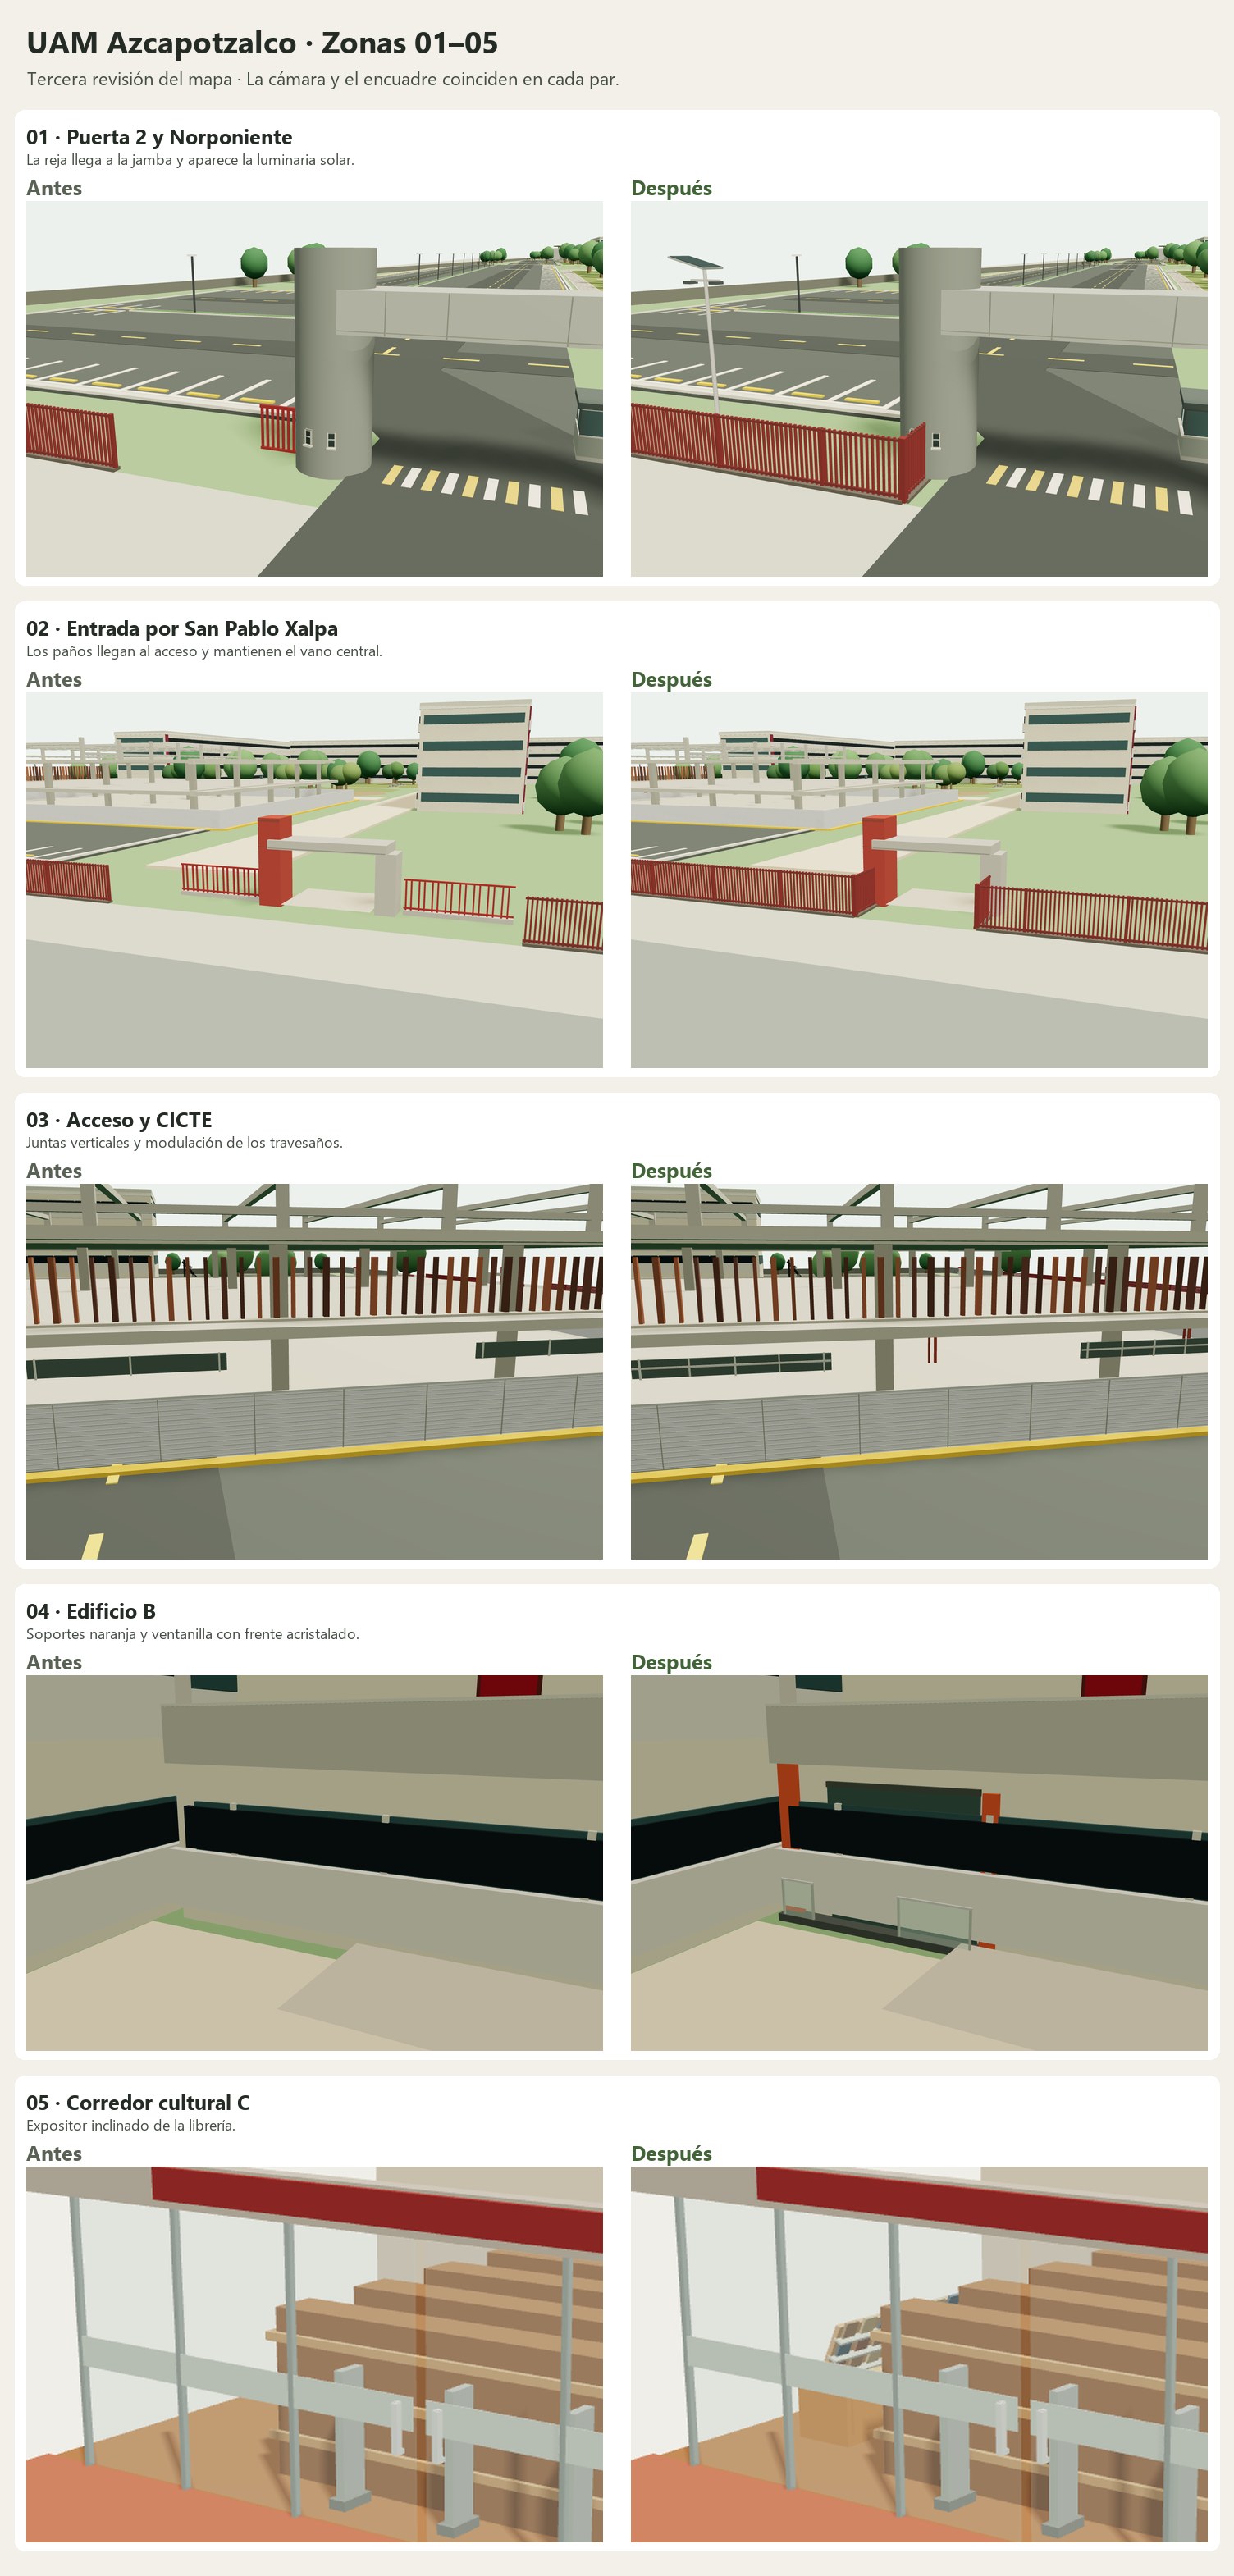 UAM Azcapotzalco · Zonas 01–05
Tercera revisión del mapa · La cámara y el encuadre coinciden en cada par.
01 · Puerta 2 y Norponiente
La reja llega a la jamba y aparece la luminaria solar.
Antes
Después
02 · Entrada por San Pablo Xalpa
Los paños llegan al acceso y mantienen el vano central.
Antes
Después
03 · Acceso y CICTE
Juntas verticales y modulación de los travesaños.
Antes
Después
04 · Edificio B
Soportes naranja y ventanilla con frente acristalado.
Antes
Después
05 · Corredor cultural C
Expositor inclinado de la librería.
Antes
Después